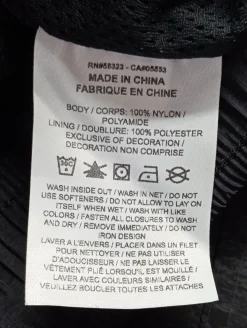 RN#56323 - CA#05553
MADE IN CHINA
FABRIQUE EN CHINE
BODY / CORPS: 100% NYLON /
POLYAMIDE
LINING / DOUBLURE: 100% POLYESTER
EXCLUSIVE OF DECORATION /
DECORATION NON COMPRISE
WASH INSIDE OUT / WASH IN NET / DO NOT
USE SOFTENERS / DO NOT ALLOW TO LAY ON
ITSELF WHEN WET / WASH WITH LIKE
COLORS / FASTEN ALL CLOSURES TO WASH
AND DRY / REMOVE IMMEDIATELY / DO NOT
IRON DESIGN
LAVER A L'ENVERS / PLACER DANS UN FILET
POUR NETTOYER / NE PAS UTILISER
D'ADOUCISSEUR / NE PAS LAISSER LE
VÊTEMENT PLIÉ LORSQU'IL EST MOUILLÉ /
LAVER AVEC COULEURS SIMILAIRES /
VEUILLEZ BOUCLER TOUTES LES ATTACHES